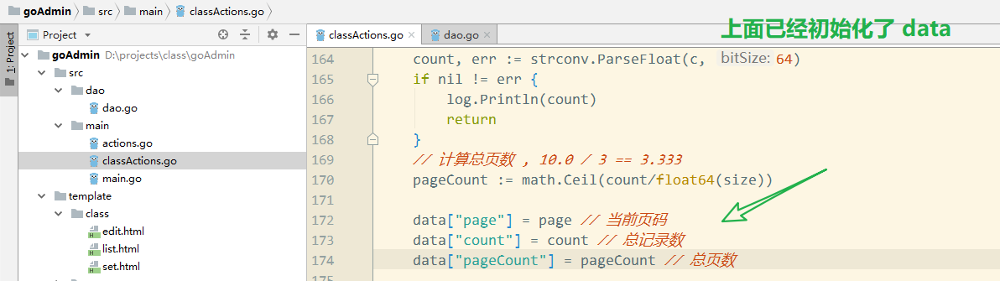 goAdmin src main classActions.go
1: Project
Project
classActions.go dao.go
上面已经初始化了 data
goAdmin D:\projects\class\goAdmin
src
dao
dao.go
main
actions.go
classActions.go
main.go
template
class
edit.html
list.html
set.html
164 count, err := strconv.ParseFloat(c, bitSize: 64)
165 if nil != err {
166 log.Println(count)
167 return
168 }
169 // 计算总页数 , 10.0 / 3 == 3.333
170 pageCount := math.Ceil(count/float64(size))
171
172 data["page"] = page // 当前页码
173 data["count"] = count // 总记录数
174 data["pageCount"] = pageCount // 总页数